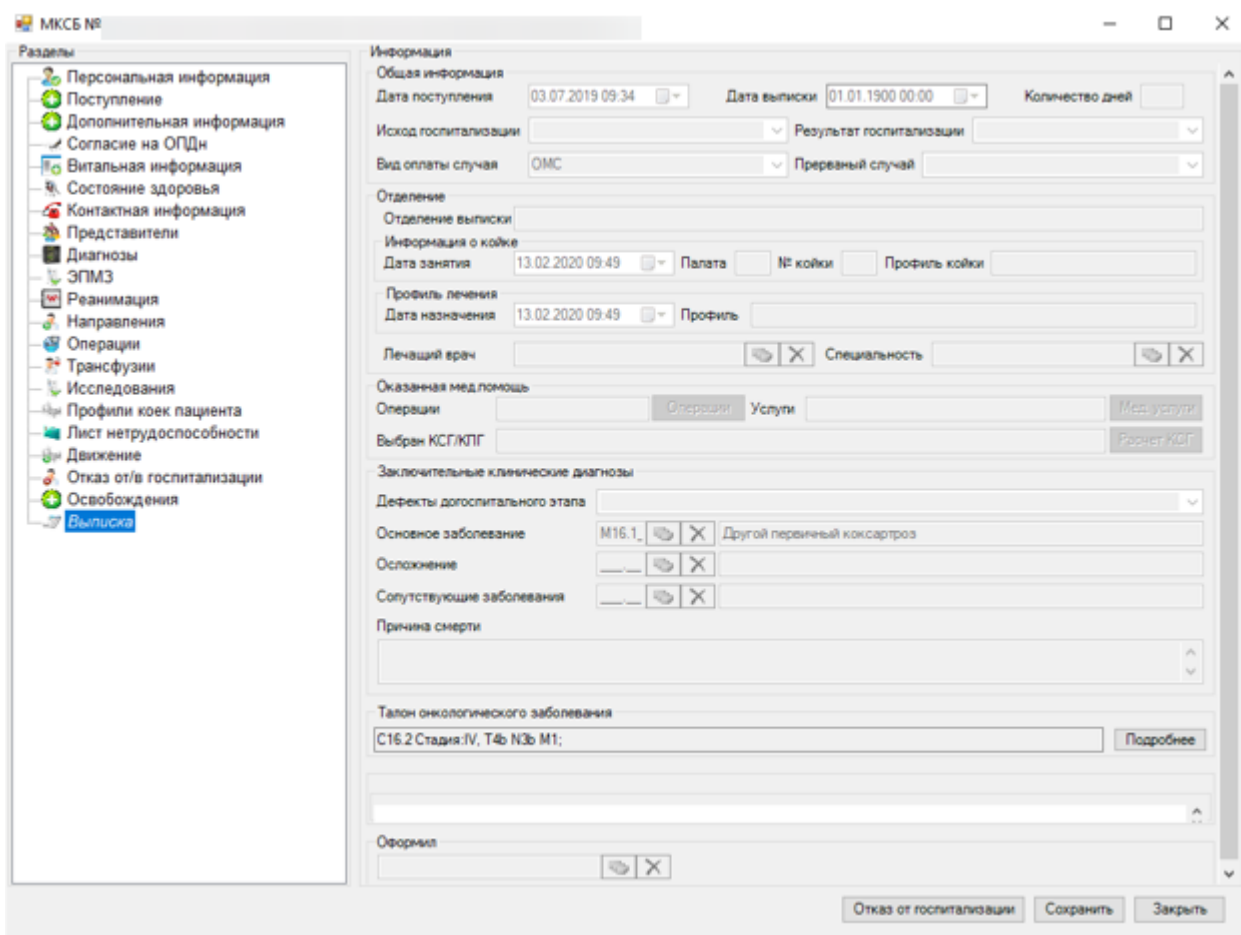 МКСБ №
Разделы
Персональная информация
Поступление
Дополнительная информация
Согласие на ОПДн
Витальная информация
Состояние здоровья
Контактная информация
Представители
Диагнозы
ЭПМЗ
Реанимация
Направления
Операции
Трансфузии
Исследования
Профили коек пациента
Лист нетрудоспособности
Движение
Отказ от/в госпитализации
Освобождения
Выписка
Информация
Общая информация
Дата поступления 03.07.2019 09:34 Дата выписки 01.01.1900 00:00 Количество дней
Исход госпитализации Результат госпитализации
Вид оплаты случая ОМС Прерваный случай
Отделение
Отделение выписки
Информация о койке
Дата занятия 13.02.2020 09:49 Палата № койки Профиль койки
Профиль лечения
Дата назначения 13.02.2020 09:49 Профиль
Лечащий врач Специальность
Оказанная мед.помощь
Операции Операции Услуги Мед. услуги
Выбран КСГ/КПГ Расчет КСГ
Заключительные клинические диагнозы
Дефекты догоспитального этапа
Основное заболевание M16.1_ Другой первичный коксартроз
Осложнение ___.__
Сопутствующие заболевания ___.__
Причина смерти
Талон онкологического заболевания
C16.2 Стадия:IV, T4b N3b M1; Подробнее
Оформил
Отказ от госпитализации Сохранить Закрыть